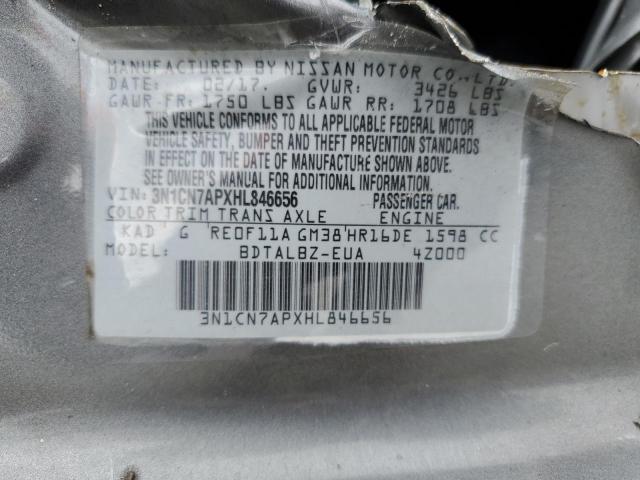 MANUFACTURED BY NISSAN MOTOR CO., LTD.
DATE: 02/17. GVWR: 3426 LBS
GAWR FR: 1750 LBS GAWR RR: 1708 LBS
THIS VEHICLE CONFORMS TO ALL APPLICABLE FEDERAL MOTOR
VEHICLE SAFETY, BUMPER AND THEFT PREVENTION STANDARDS
IN EFFECT ON THE DATE OF MANUFACTURE SHOWN ABOVE.
SEE OWNER'S MANUAL FOR ADDITIONAL INFORMATION.
VIN: 3N1CN7APXHL846656 PASSENGER CAR.
COLOR TRIM TRANS AXLE ENGINE
KAD G RE0F11A GM38 HR16DE 1598 CC
MODEL: BDTALBZ-EUA 4Z000
3N1CN7APXHL846656